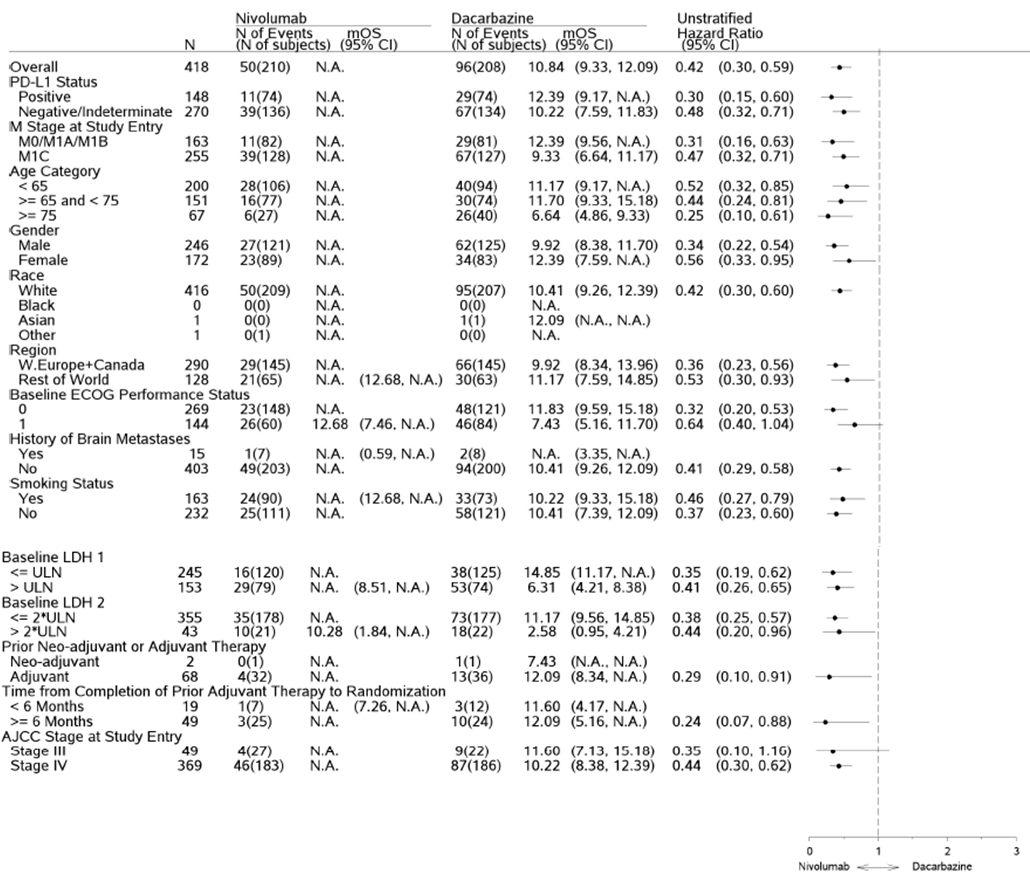 Nivolumab Dacarbazine Unstratified
N of Events mOS N of Events mOS Hazard Ratio
N (N of subjects) (95% CI) (N of subjects) (95% CI) (95% CI)
Overall 418 50(210) N.A. 96(208) 10.84 (9.33, 12.09) 0.42 (0.30, 0.59)
PD-L1 Status
Positive 148 11(74) N.A. 29(74) 12.39 (9.17, N.A.) 0.30 (0.15, 0.60)
Negative/Indeterminate 270 39(136) N.A. 67(134) 10.22 (7.59, 11.83) 0.48 (0.32, 0.71)
M Stage at Study Entry
M0/M1A/M1B 163 11(82) N.A. 29(81) 12.39 (9.56, N.A.) 0.31 (0.16, 0.63)
M1C 255 39(128) N.A. 67(127) 9.33 (6.64, 11.17) 0.47 (0.32, 0.71)
Age Category
< 65 200 28(106) N.A. 40(94) 11.17 (9.17, N.A.) 0.52 (0.32, 0.85)
>= 65 and < 75 151 16(77) N.A. 30(74) 11.70 (9.33, 15.18) 0.44 (0.24, 0.81)
>= 75 67 6(27) N.A. 26(40) 6.64 (4.86, 9.33) 0.25 (0.10, 0.61)
Gender
Male 246 27(121) N.A. 62(125) 9.92 (8.38, 11.70) 0.34 (0.22, 0.54)
Female 172 23(89) N.A. 34(83) 12.39 (7.59, N.A.) 0.56 (0.33, 0.95)
Race
White 416 50(209) N.A. 95(207) 10.41 (9.26, 12.39) 0.42 (0.30, 0.60)
Black 0 0(0) N.A. 0(0) N.A.
Asian 1 0(0) N.A. 1(1) 12.09 (N.A., N.A.)
Other 1 0(1) N.A. 0(0) N.A.
Region
W.Europe+Canada 290 29(145) N.A. 66(145) 9.92 (8.34, 13.96) 0.36 (0.23, 0.56)
Rest of World 128 21(65) N.A. (12.68, N.A.) 30(63) 11.17 (7.59, 14.85) 0.53 (0.30, 0.93)
Baseline ECOG Performance Status
0 269 23(148) N.A. 48(121) 11.83 (9.59, 15.18) 0.32 (0.20, 0.53)
1 144 26(60) 12.68 (7.46, N.A.) 46(84) 7.43 (5.16, 11.70) 0.64 (0.40, 1.04)
History of Brain Metastases
Yes 15 1(7) N.A. (0.59, N.A.) 2(8) N.A. (3.35, N.A.)
No 403 49(203) N.A. 94(200) 10.41 (9.26, 12.09) 0.41 (0.29, 0.58)
Smoking Status
Yes 163 24(90) N.A. (12.68, N.A.) 33(73) 10.22 (9.33, 15.18) 0.46 (0.27, 0.79)
No 232 25(111) N.A. 58(121) 10.41 (7.39, 12.09) 0.37 (0.23, 0.60)
Baseline LDH 1
<= ULN 245 16(120) N.A. 38(125) 14.85 (11.17, N.A.) 0.35 (0.19, 0.62)
> ULN 153 29(79) N.A. (8.51, N.A.) 53(74) 6.31 (4.21, 8.38) 0.41 (0.26, 0.65)
Baseline LDH 2
<= 2*ULN 355 35(178) N.A. 73(177) 11.17 (9.56, 14.85) 0.38 (0.25, 0.57)
> 2*ULN 43 10(21) 10.28 (1.84, N.A.) 18(22) 2.58 (0.95, 4.21) 0.44 (0.20, 0.96)
Prior Neo-adjuvant or Adjuvant Therapy
Neo-adjuvant 2 0(1) N.A. 1(1) 7.43 (N.A., N.A.)
Adjuvant 68 4(32) N.A. 13(36) 12.09 (8.34, N.A.) 0.29 (0.10, 0.91)
Time from Completion of Prior Adjuvant Therapy to Randomization
< 6 Months 19 1(7) N.A. (7.26, N.A.) 3(12) 11.60 (4.17, N.A.)
>= 6 Months 49 3(25) N.A. 10(24) 12.09 (5.16, N.A.) 0.24 (0.07, 0.88)
AJCC Stage at Study Entry
Stage III 49 4(27) N.A. 9(22) 11.60 (7.13, 15.18) 0.35 (0.10, 1.16)
Stage IV 369 46(183) N.A. 87(186) 10.22 (8.38, 12.39) 0.44 (0.30, 0.62)
0 1 2 3
Nivolumab Dacarbazine